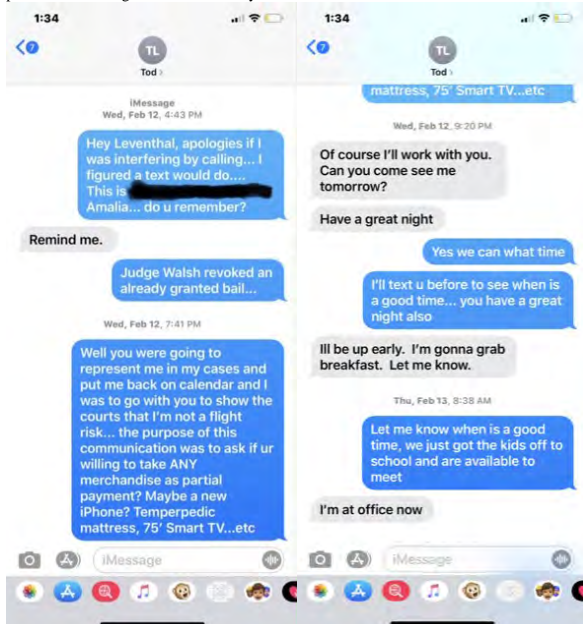 1:34
7
TL
Tod >
iMessage
Wed, Feb 12, 4:43 PM
Hey Leventhal, apologies if I
was interfering by calling... I
figured a text would do....
This is
Amalia... do u remember?
Remind me.
Judge Walsh revoked an
already granted bail...
Wed, Feb 12, 7:41 PM
Well you were going to
represent me in my cases and
put me back on calendar and I
was to go with you to show the
courts that I'm not a flight
risk... the purpose of this
communication was to ask if ur
willing to take ANY
merchandise as partial
payment? Maybe a new
iPhone? Temperpedic
mattress, 75' Smart TV...etc
iMessage
1:34
7
TL
Tod >
mattress, 75' Smart TV...etc
Wed, Feb 12, 9:20 PM
Of course I'll work with you.
Can you come see me
tomorrow?
Have a great night
Yes we can what time
I'll text u before to see when is
a good time... you have a great
night also
Ill be up early. I'm gonna grab
breakfast. Let me know.
Thu, Feb 13, 8:38 AM
Let me know when is a good
time, we just got the kids off to
school and are available to
meet
I'm at office now
iMessage